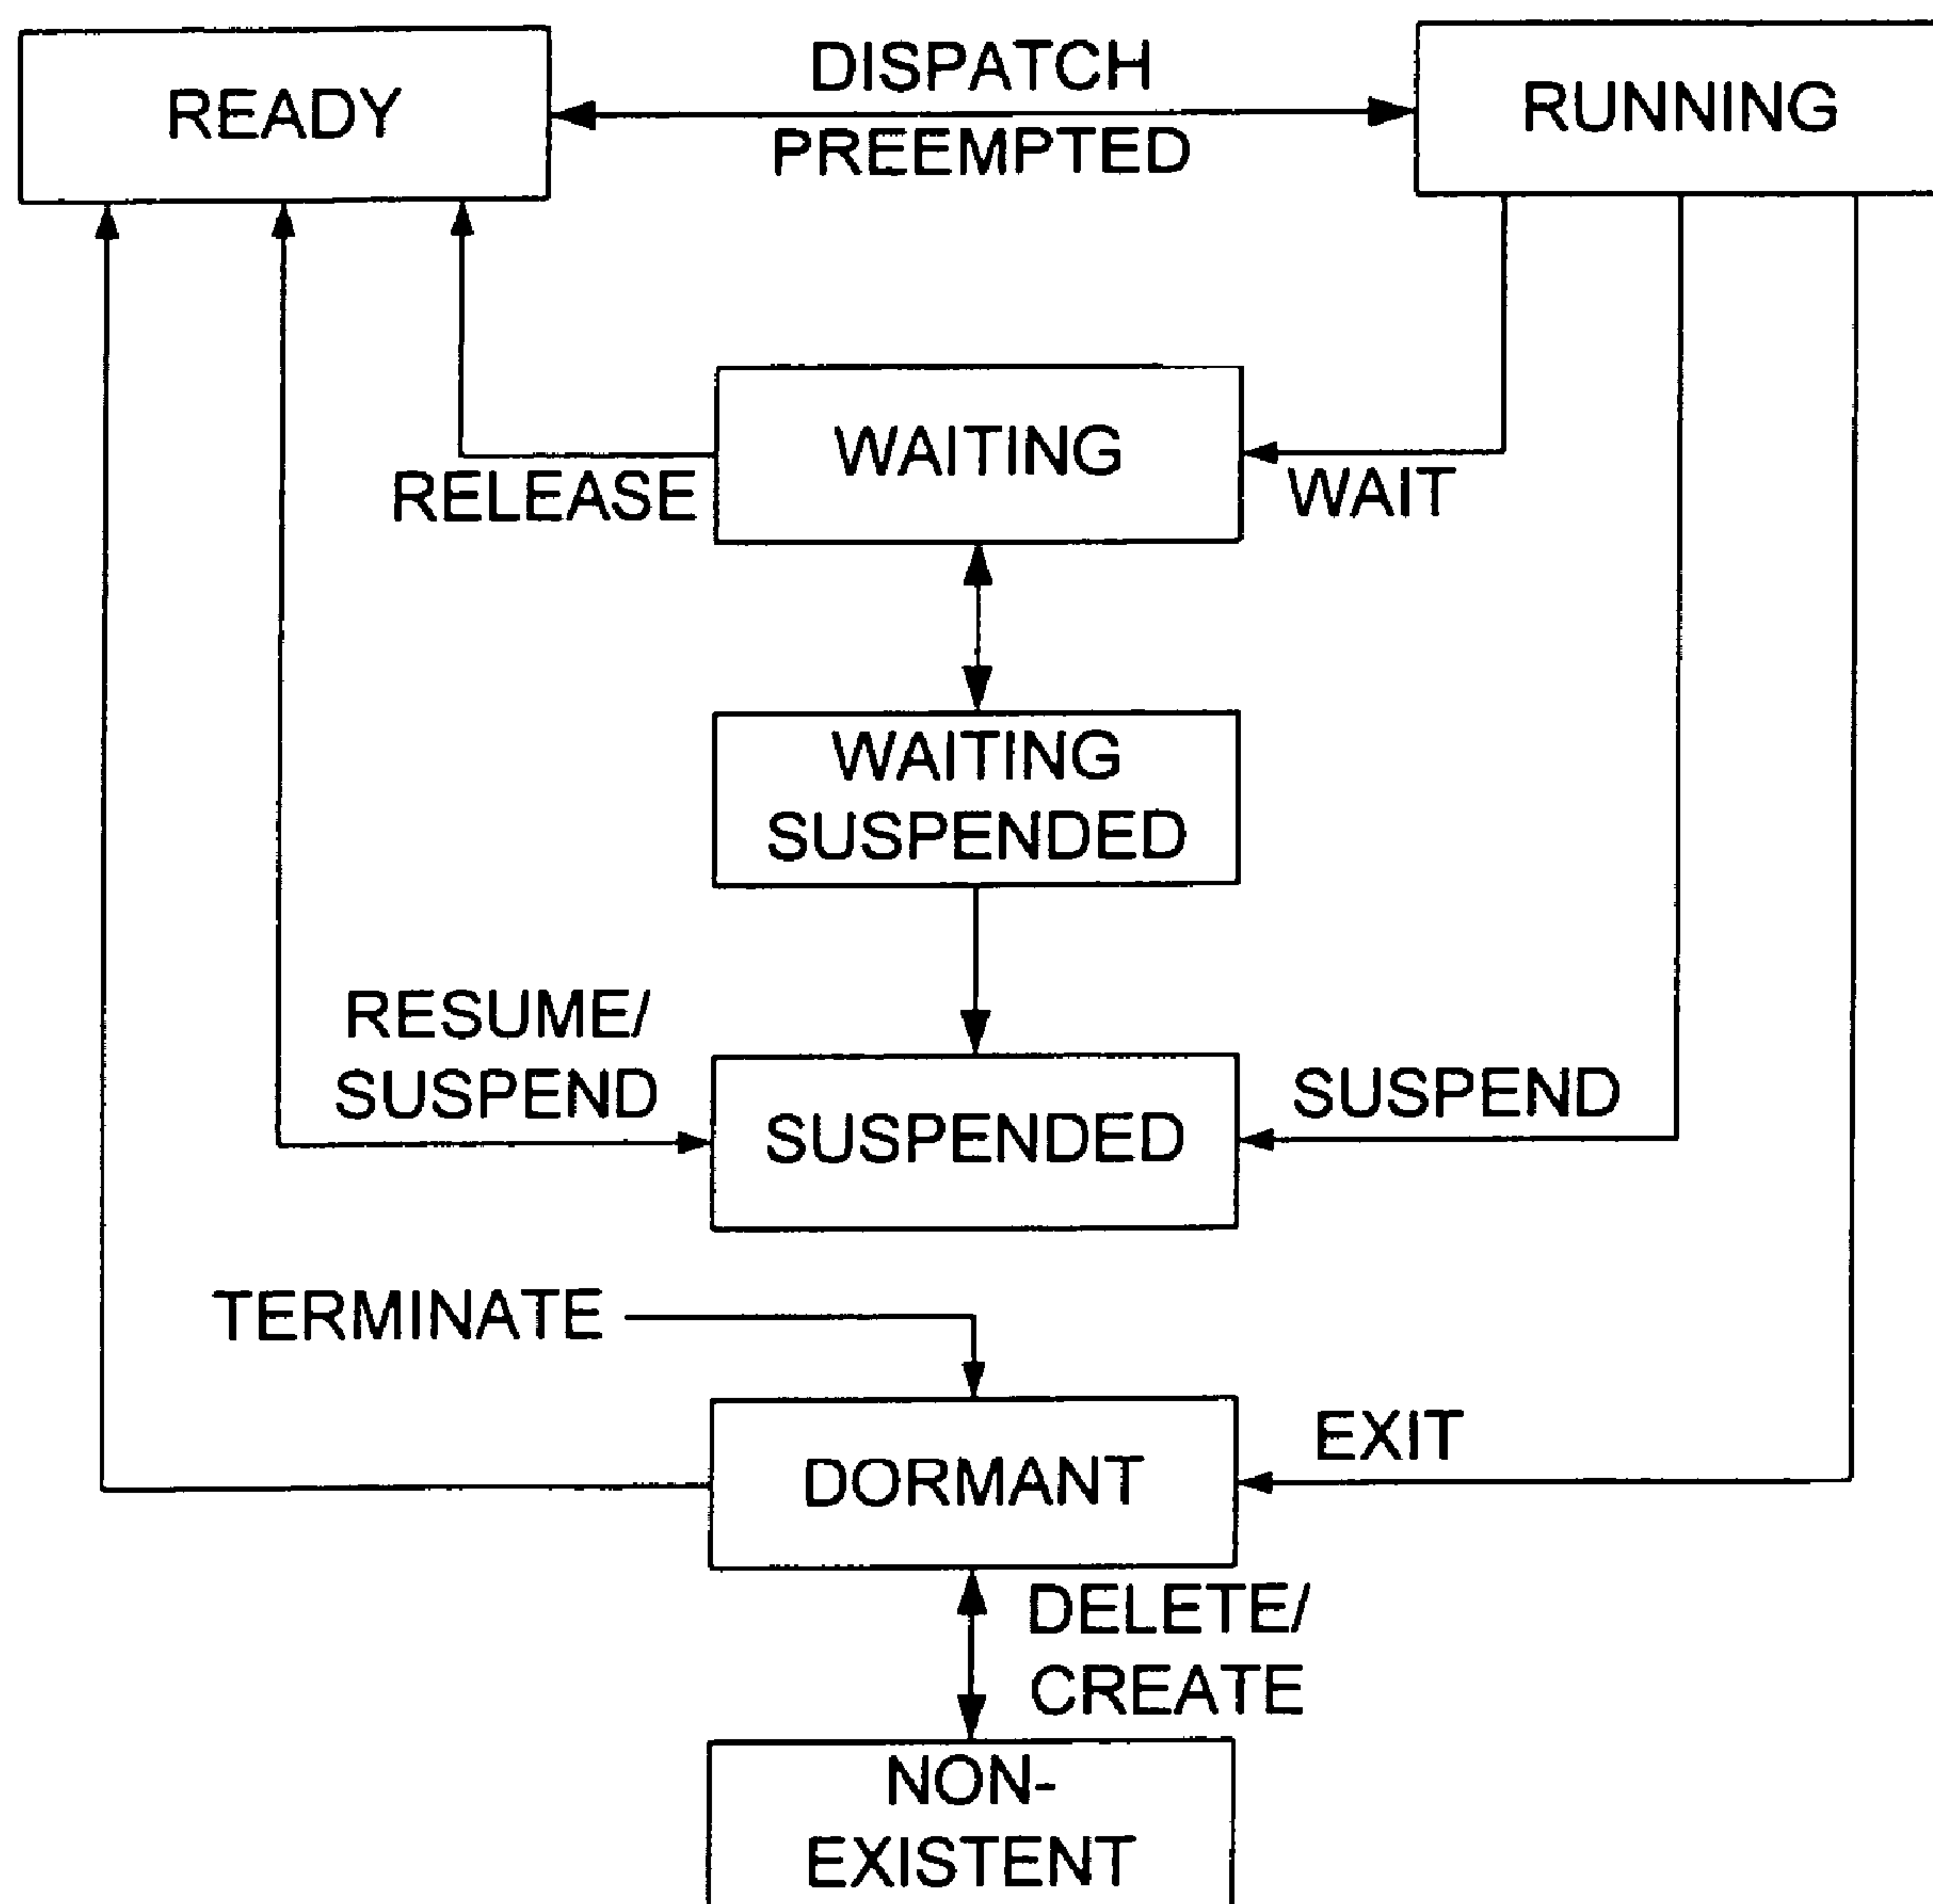 READY
DISPATCH
PREEMPTED
RUNNING
WAITING
RELEASE
WAIT
WAITING
SUSPENDED
RESUME/
SUSPEND
SUSPENDED
SUSPEND
TERMINATE
DORMANT
EXIT
DELETE/
CREATE
NON-
EXISTENT